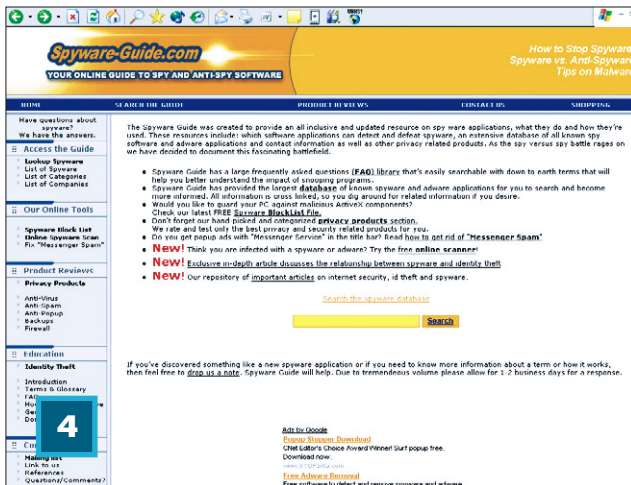 Spyware-Guide.com
YOUR ONLINE GUIDE TO SPY AND ANTI-SPY SOFTWARE
How to Stop Spyware
Spyware vs. Anti-Spyware
Tips on Malware
HOME SEARCH THE GUIDE PRODUCT REVIEWS CONTACT US SHOPPING
Have questions about
spyware?
We have the answers.
Access the Guide
Lookup Spyware
List of Spyware
List of Categories
List of Companies
Our Online Tools
Spyware Block List
Online Spyware Scan
Fix "Messenger Spam"
Product Reviews
Privacy Products
Anti-Virus
Anti-Spam
Anti-Popup
Backups
Firewall
Education
Identity Theft
Introduction
Terms & Glossary
FAQ
4
Mailing list
Link to us
References
Questions/Comments?
The Spyware Guide was created to provide an all inclusive and updated resource on spy ware applications, what they do and how they're
used. These resources include: which software applications can detect and defeat spyware, an extensive database of all known spy
software and adware applications and contact information as well as other privacy related products. As the spy versus spy battle rages on
we have decided to document this fascinating battlefield.
Spyware Guide has a large frequently asked questions (FAQ) library that's easily searchable with down to earth terms that will
help you better understand the impact of snooping programs.
Spyware Guide has provided the largest database of known spyware and adware applications for you to search and become
more informed. All information is cross linked, so you dig around for related information if you desire.
Would you like to guard your PC against malicious ActiveX components?
Check our latest FREE Spyware BlockList File.
Don't forget our hand-picked and categorized privacy products section.
We rate and test only the best privacy and security related products for you.
Do you get popup ads with "Messenger Service" in the title bar? Read how to get rid of "Messenger Spam"
New! Think you are infected with a spyware or adware? Try the free online scanner!
New! Exclusive in-depth article discusses the relationship between spyware and identity theft
New! Our repository of important articles on internet security, id theft and spyware.
Search the spyware database
Search
If you've discovered something like a new spyware application or if you need to know more information about a term or how it works,
then feel free to drop us a note. Spyware Guide will help. Due to tremendeous volume please allow for 1-2 business days for a response.
Ads by Google
Popup Stopper Download
CNet Editor's Choice Award Winner! Surf popup free.
Download now.
www.STOPzilla.com
Free Adware Removal
Free software to detect and remove spyware and adware